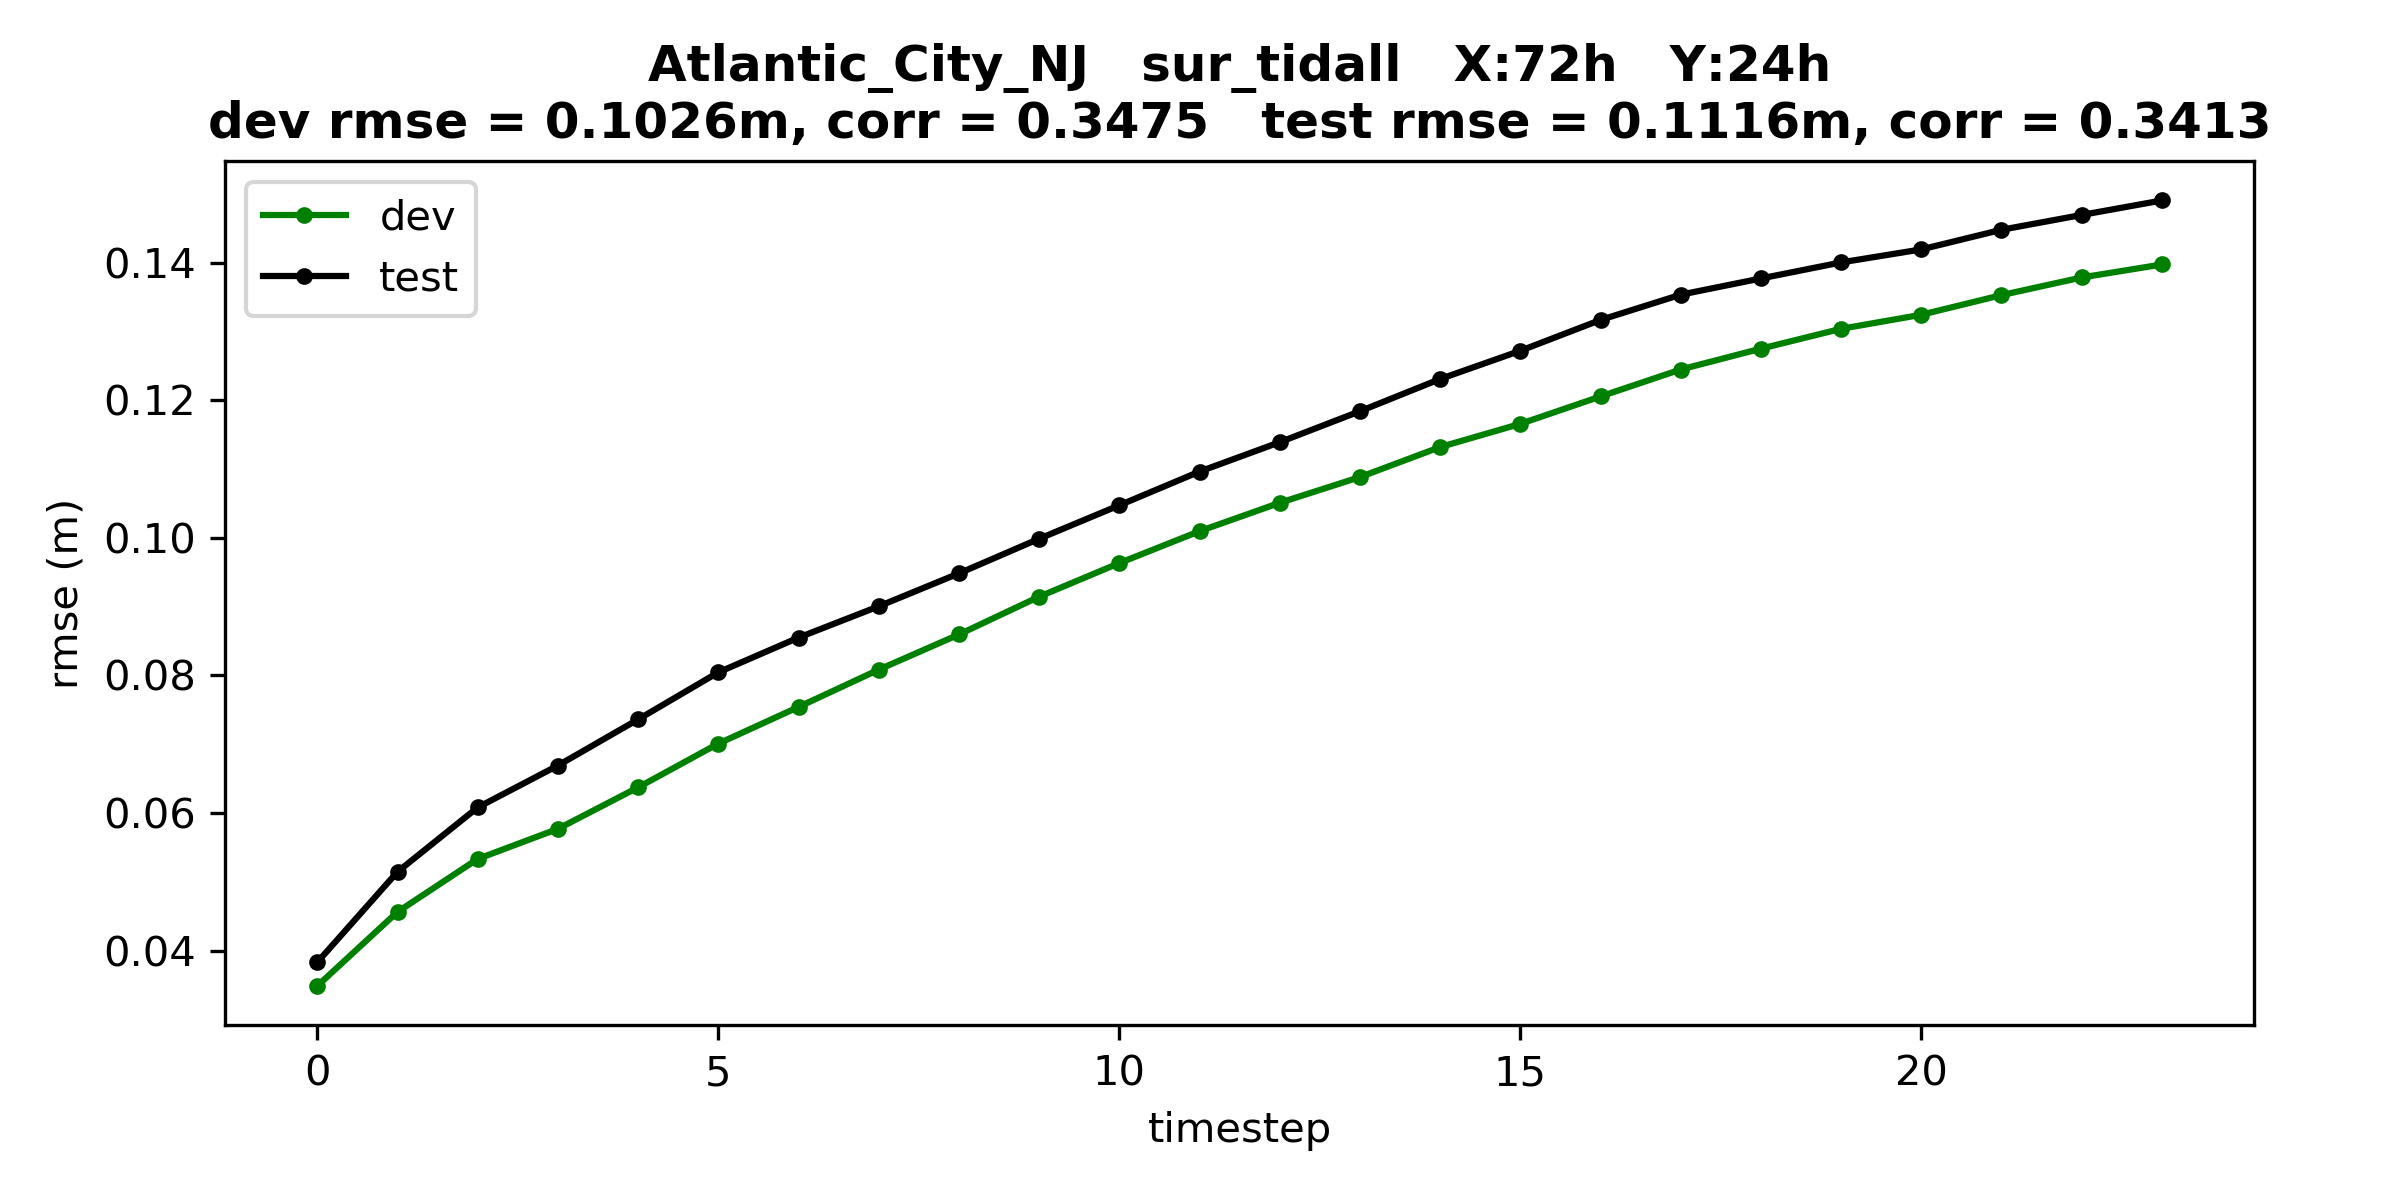 Atlantic_City_NJ   sur_tidall   X:72h   Y:24h
dev rmse = 0.1026m, corr = 0.3475   test rmse = 0.1116m, corr = 0.3413
dev
test
0.14
0.12
0.10
0.08
0.06
0.04
rmse (m)
0 5 10 15 20
timestep